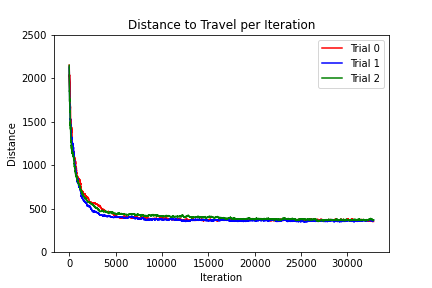 Distance to Travel per Iteration
2500
2000
1500
1000
500
0
Distance
Trial 0
Trial 1
Trial 2
0 5000 10000 15000 20000 25000 30000
Iteration